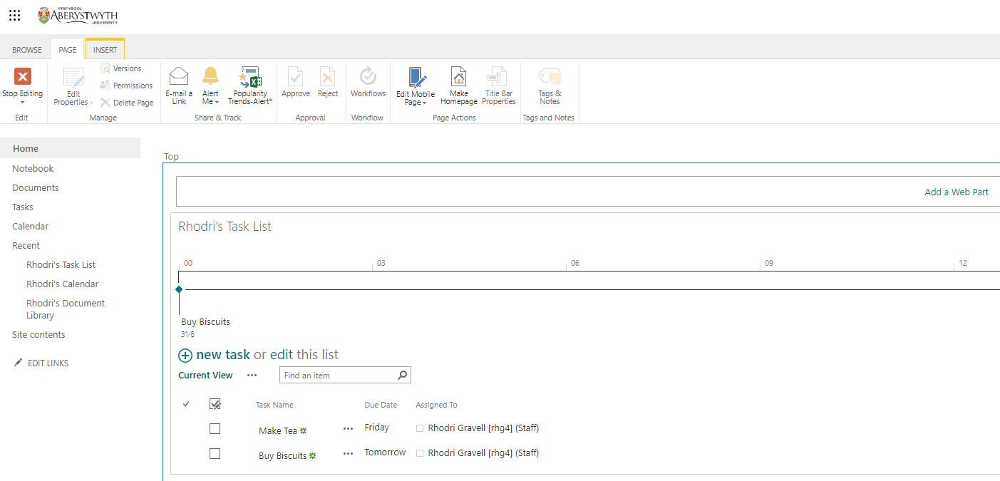 1872
PRIFYSGOL
ABERYSTWYTH
UNIVERSITY
BROWSE
PAGE
INSERT
Stop Editing
Edit
Edit
Properties
Versions
Permissions
Delete Page
Manage
E-mail a
Link
Alert
Me
Popularity
Trends-Alert*
Share & Track
Approve
Reject
Approval
Workflows
Workflow
Edit Mobile
Page
Make
Homepage
Title Bar
Properties
Page Actions
Tags &
Notes
Tags and Notes
Home
Notebook
Documents
Tasks
Calendar
Recent
Rhodri's Task List
Rhodri's Calendar
Rhodri's Document
Library
Site contents
EDIT LINKS
Top
Add a Web Part
Rhodri's Task List
00 03 06 09 12
Buy Biscuits
31/8
new task or edit this list
Current View ••• Find an item
Task Name Due Date Assigned To
Make Tea ••• Friday Rhodri Gravell [rhg4] (Staff)
Buy Biscuits ••• Tomorrow Rhodri Gravell [rhg4] (Staff)